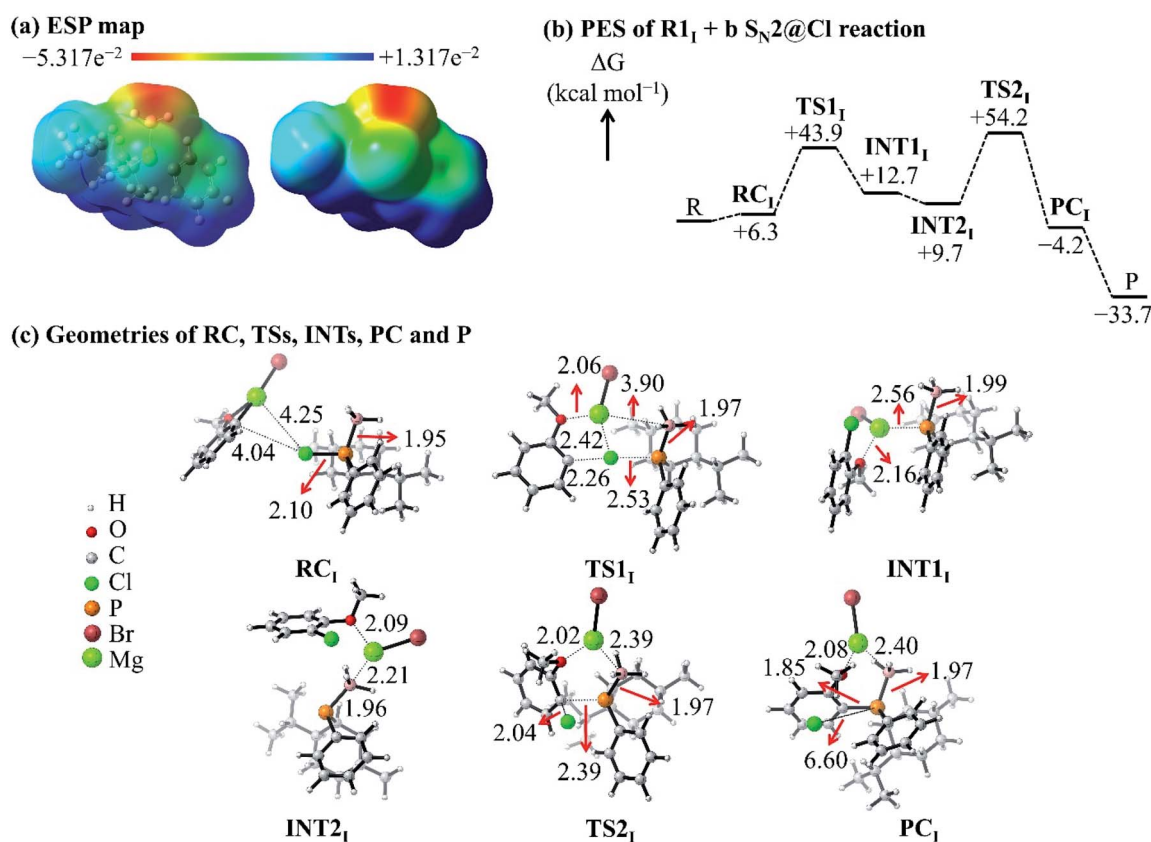 (a) ESP map
−5.317e⁻² +1.317e⁻²
(b) PES of R1I + b SN2@Cl reaction
ΔG
(kcal mol⁻¹)
R
RCI
+6.3
TS1I
+43.9
INT1I
+12.7
INT2I
+9.7
TS2I
+54.2
PCI
−4.2
P
−33.7
(c) Geometries of RC, TSs, INTs, PC and P
H
O
C
Cl
P
Br
Mg
4.25
4.04
1.95
2.10
RCI
2.06
3.90
1.97
2.42
2.26
2.53
TS1I
2.56
1.99
2.16
INT1I
2.09
2.21
1.96
INT2I
2.02
2.39
1.97
2.04
2.39
TS2I
2.08
2.40
1.85
1.97
6.60
PCI